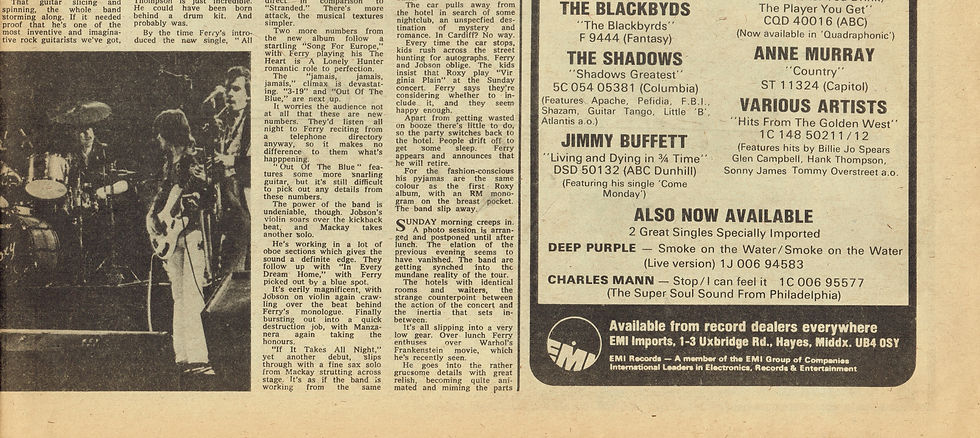 That guitar slicing and
spinning, the whole band
storming along. If it needed
proof that he's one of the
most inventive and imagina-
tive rock guitarists we've got,
Thompson is just incredible.
He could have been born
behind a drum kit. And
probably was.
By the time Ferry's intro-
duced the new single, "All
direct in comparison to
"Stranded." There's more
attack, the musical textures
simpler.
Two more numbers from
the new album follow a
startling "Song For Europe,"
with Ferry playing his The
Heart is A Lonely Hunter
romantic role to perfection.
The "jamais, jamais,
jamais," climax is devastat-
ing. "3-19" and "Out Of The
Blue," are next up.
It worries the audience not
at all that these are new
numbers. They'd listen all
night to Ferry reciting from
a telephone directory
anyway, so it makes no
difference to them what's
happpening.
"Out Of The Blue" fea-
tures some more snarling
guitar, but it's still difficult
to pick out any details from
these numbers.
The power of the band is
undeniable, though. Jobson's
violin soars over the kickback
beat, and Mackay takes
another solo.
He's working in a lot of
oboe sections which gives the
sound a definite edge. They
follow up with "In Every
Dream Home," with Ferry
picked out by a blue spot.
It's eerily magnificent, with
Jobson on violin again craw-
ling over the beat behind
Ferry's monologue. Finally
bursting out into a quick
destruction job, with Manza-
nera again taking the
honours.
"If It Takes All Night,"
yet another debut, slips
through with a fine sax solo
from Mackay strutting across
stage. It's as if the band is
working from the same
The car pulls away from
the hotel in search of some
nightclub, an unspecified des-
tination of mystery and
romance. In Cardiff? No way.
Every time the car stops,
kids rush across the street
hunting for autographs. Ferry
and Jobson oblige. The kids
insist that Roxy play "Vir
ginia Plain" at the Sunday
concert. Ferry says they're
considering whether to in-
clude it, and they seem
happy enough.
Apart from getting wasted
on booze there's little to do,
so the party switches back to
the hotel. People drift off to
get some sleep. Ferry
appears and announces that
he will retire.
For the fashion-conscious
his pyjamas are the same
colour as the first Roxy
album, with an RM mono-
gram on the breast pocket.
The band slip away.
SUNDAY morning creeps in.
A photo session is arran-
ged and postponed until after
lunch. The elation of the
previous evening seems to
have vanished. The band are
getting synched into the
mundane reality of the tour.
The hotels with identical
rooms and waiters, the
strange counterpoint between
the action of the concert and
the inertia that sets in-
between.
It's all slipping into a very
low gear. Over lunch Ferry
enthuses over Warhol's
Frankenstein movie, which
he's recently seen.
He goes into the rather
gruesome details with great
relish, becoming quite ani-
mated and miming the parts
THE BLACKBYDS
"The Blackbyrds"
F 9444 (Fantasy)
THE SHADOWS
"Shadows Greatest"
5C 054 05381 (Columbia)
(Features Apache, Pefidia, F.B.I.,
Shazam, Guitar Tango, Little 'B',
Atlantis a.o.)
JIMMY BUFFETT
"Living and Dying in ¾ Time"
DSD 50132 (ABC Dunhill)
(Featuring his single 'Come
Monday')
The Player You Get"
CQD 40016 (ABC)
(Now available in 'Quadraphonic')
ANNE MURRAY
"Country"
ST 11324 (Capitol)
VARIOUS ARTISTS
"Hits From The Golden West"
1C 148 50211/12
(Features hits by Billie Jo Spears
Glen Campbell, Hank Thompson,
Sonny James Tommy Overstreet a.o.
ALSO NOW AVAILABLE
2 Great Singles Specially Imported
DEEP PURPLE — Smoke on the Water/Smoke on the Water
(Live version) 1J 006 94583
CHARLES MANN — Stop/I can feel it 1C 006 95577
(The Super Soul Sound From Philadelphia)
EMI
Available from record dealers everywhere
EMI Imports, 1-3 Uxbridge Rd., Hayes, Middx. UB4 0SY
EMI Records — A member of the EMI Group of Companies
International Leaders in Electronics, Records & Entertainment